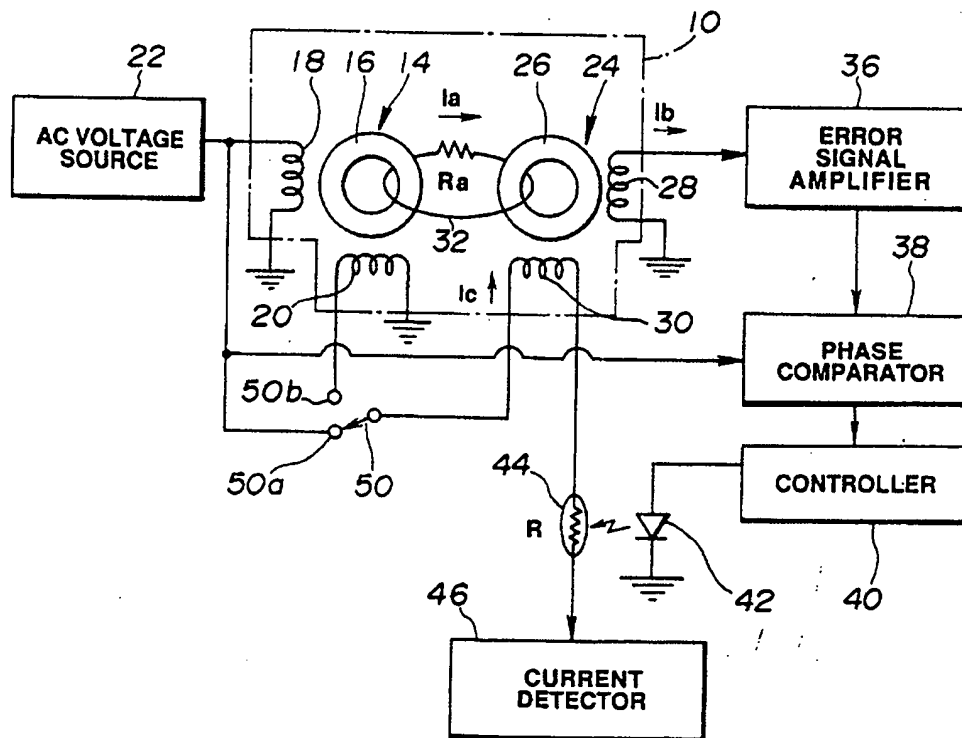 10
22
18
16
14
26
24
36
Ia
Ib
AC VOLTAGE
SOURCE
ERROR
SIGNAL
AMPLIFIER
Ra
28
32
38
20
Ic
30
PHASE
COMPARATOR
50b
50a
50
44
R
CONTROLLER
42
40
46
CURRENT
DETECTOR